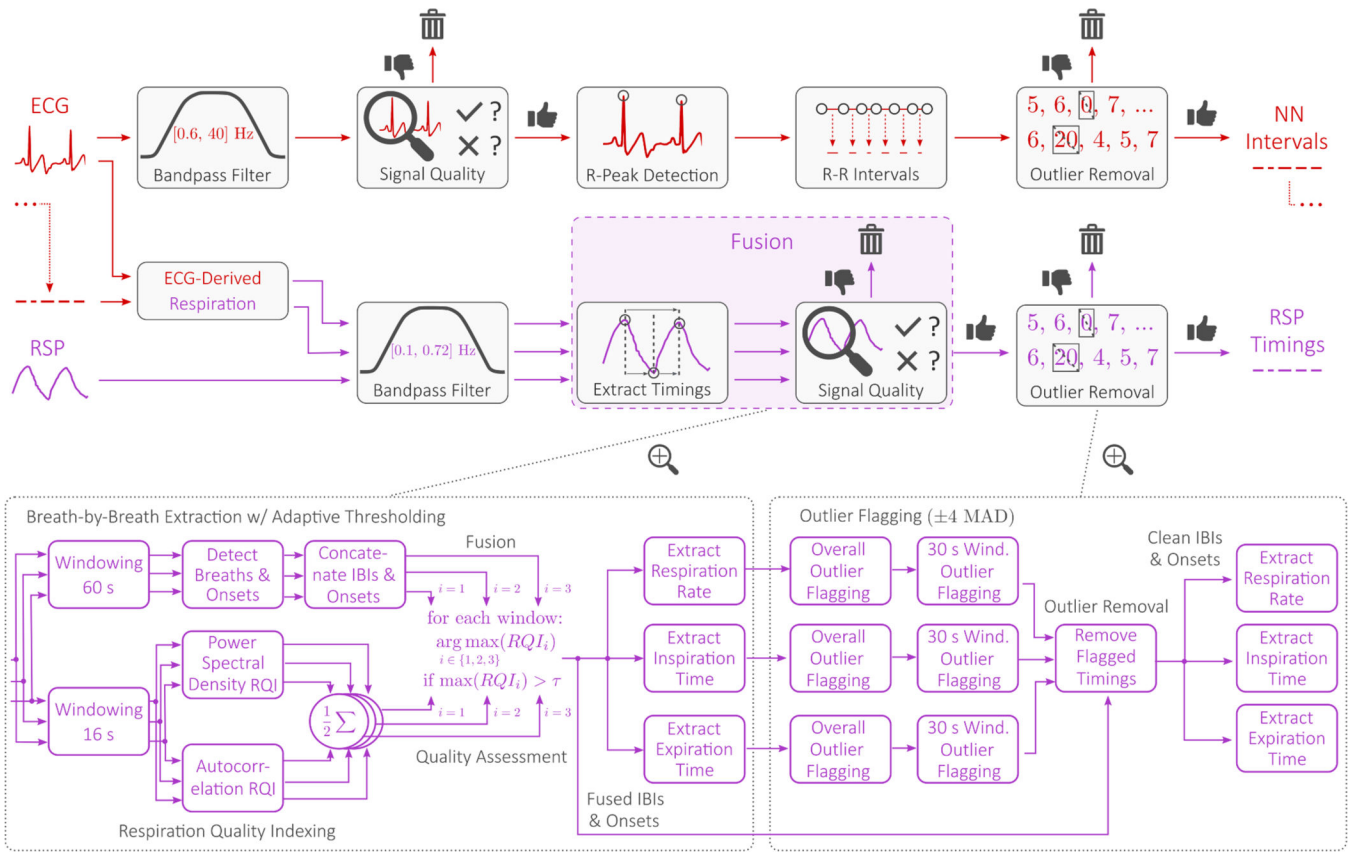 ECG
[0.6, 40] Hz
Bandpass Filter
?
?
Signal Quality
R-Peak Detection
R-R Intervals
5, 6, 0, 7, ...
6, 20, 4, 5, 7
Outlier Removal
NN
Intervals
ECG-Derived
Respiration
RSP
[0.1, 0.72] Hz
Bandpass Filter
Fusion
Extract Timings
?
?
Signal Quality
5, 6, 0, 7, ...
6, 20, 4, 5, 7
Outlier Removal
RSP
Timings
Breath-by-Breath Extraction w/ Adaptive Thresholding
Windowing
60 s
Detect
Breaths &
Onsets
Concate-
nate IBIs &
Onsets
Fusion
i = 1
i = 2
i = 3
for each window:
arg max(RQI_i)
i ∈ {1, 2, 3}
if max(RQI_i) > τ
i = 1
i = 2
i = 3
Quality Assessment
Windowing
16 s
Power
Spectral
Density RQI
Autocorr-
elation RQI
½ ∑
Respiration Quality Indexing
Extract
Respiration
Rate
Extract
Inspiration
Time
Extract
Expiration
Time
Fused IBIs
& Onsets
Outlier Flagging (±4 MAD)
Overall
Outlier
Flagging
30 s Wind.
Outlier
Flagging
Overall
Outlier
Flagging
30 s Wind.
Outlier
Flagging
Overall
Outlier
Flagging
30 s Wind.
Outlier
Flagging
Outlier Removal
Remove
Flagged
Timings
Clean IBIs
& Onsets
Extract
Respiration
Rate
Extract
Inspiration
Time
Extract
Expiration
Time